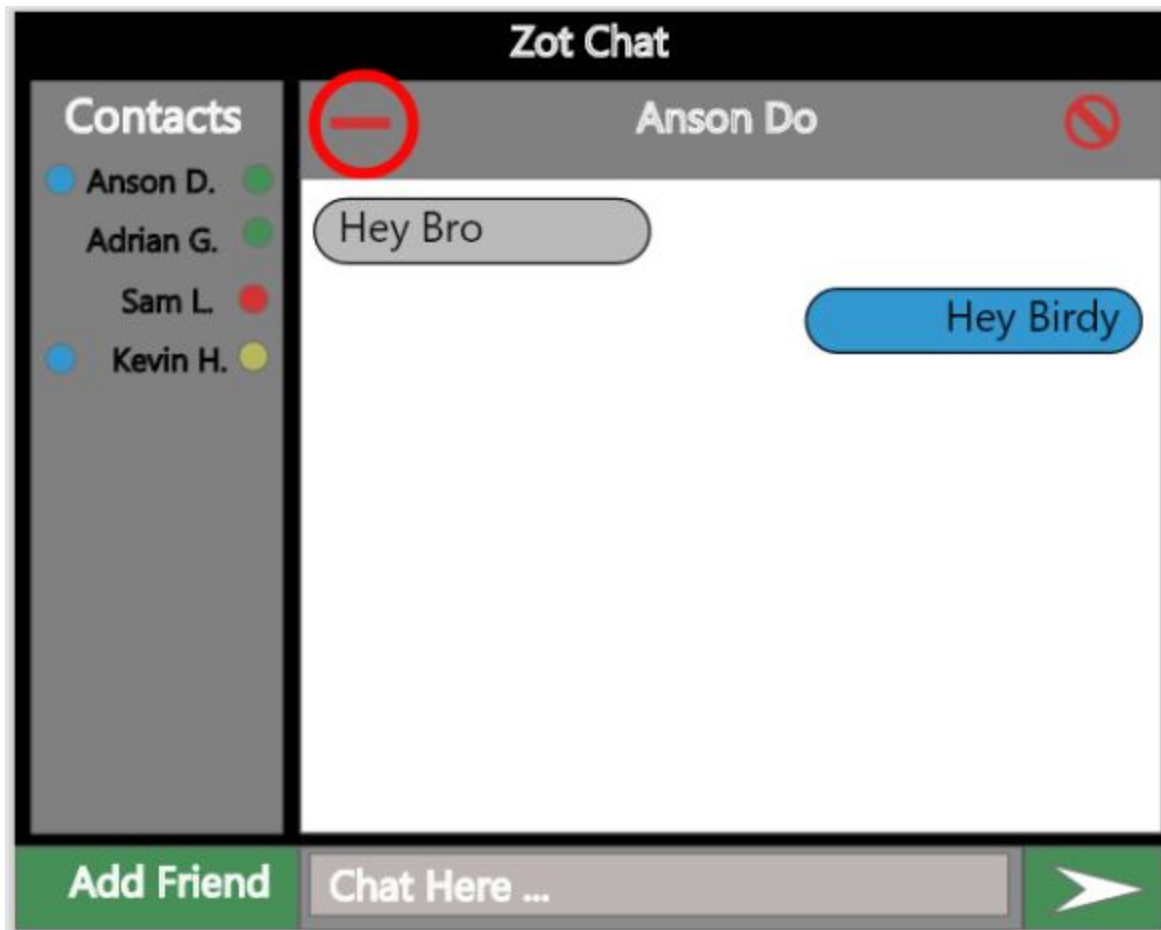 Zot Chat
Contacts
Anson D.
Adrian G.
Sam L.
Kevin H.
Anson Do
Hey Bro
Hey Birdy
Add Friend
Chat Here ...